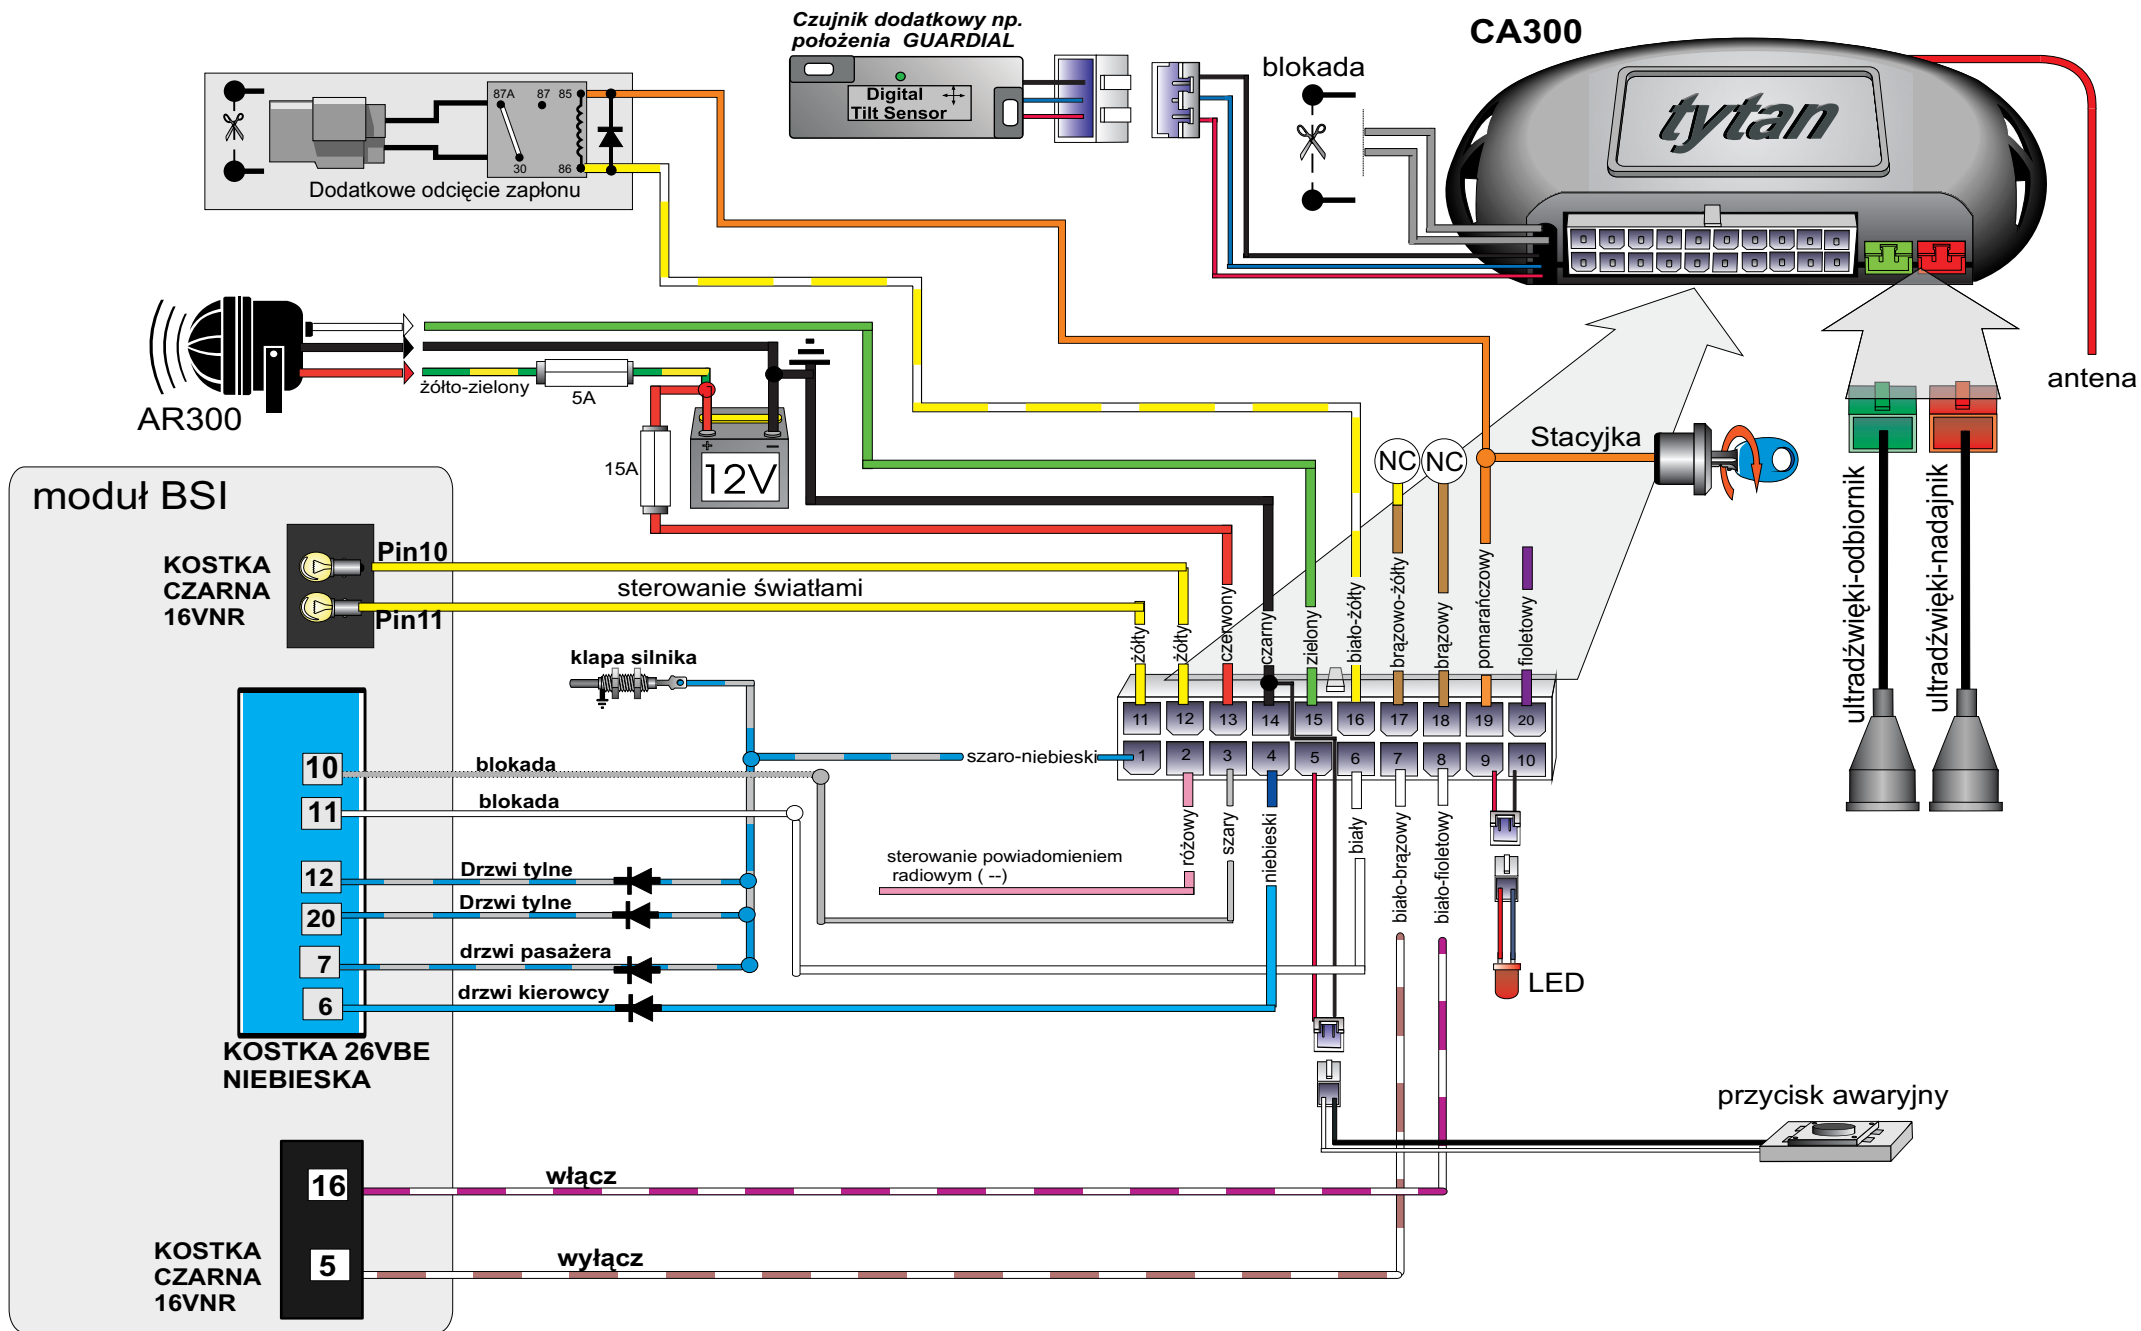 Czujnik dodatkowy np.
położenia GUARDIAL
CA300
blokada
Digital
Tilt Sensor
tytan
87A
87
85
30
86
Dodatkowe odcięcie zapłonu
antena
AR300
żółto-zielony
5A
15A
+
−
12V
NC
NC
Stacyjka
ultradźwięki-odbiornik
ultradźwięki-nadajnik
moduł BSI
KOSTKA
CZARNA
16VNR
Pin10
sterowanie światłami
Pin11
żółty
żółty
czerwony
czarny
zielony
biało-żółty
brązowo-żółty
brązowy
pomarańczowy
fioletowy
klapa silnika
11
12
13
14
15
16
17
18
19
20
szaro-niebieski
1
2
3
4
5
6
7
8
9
10
10
blokada
11
blokada
12
Drzwi tylne
20
Drzwi tylne
7
drzwi pasażera
6
drzwi kierowcy
KOSTKA 26VBE
NIEBIESKA
sterowanie powiadomieniem
radiowym ( --)
różowy
szary
niebieski
biały
biało-brązowy
biało-fioletowy
LED
przycisk awaryjny
16
włącz
5
wyłącz
KOSTKA
CZARNA
16VNR